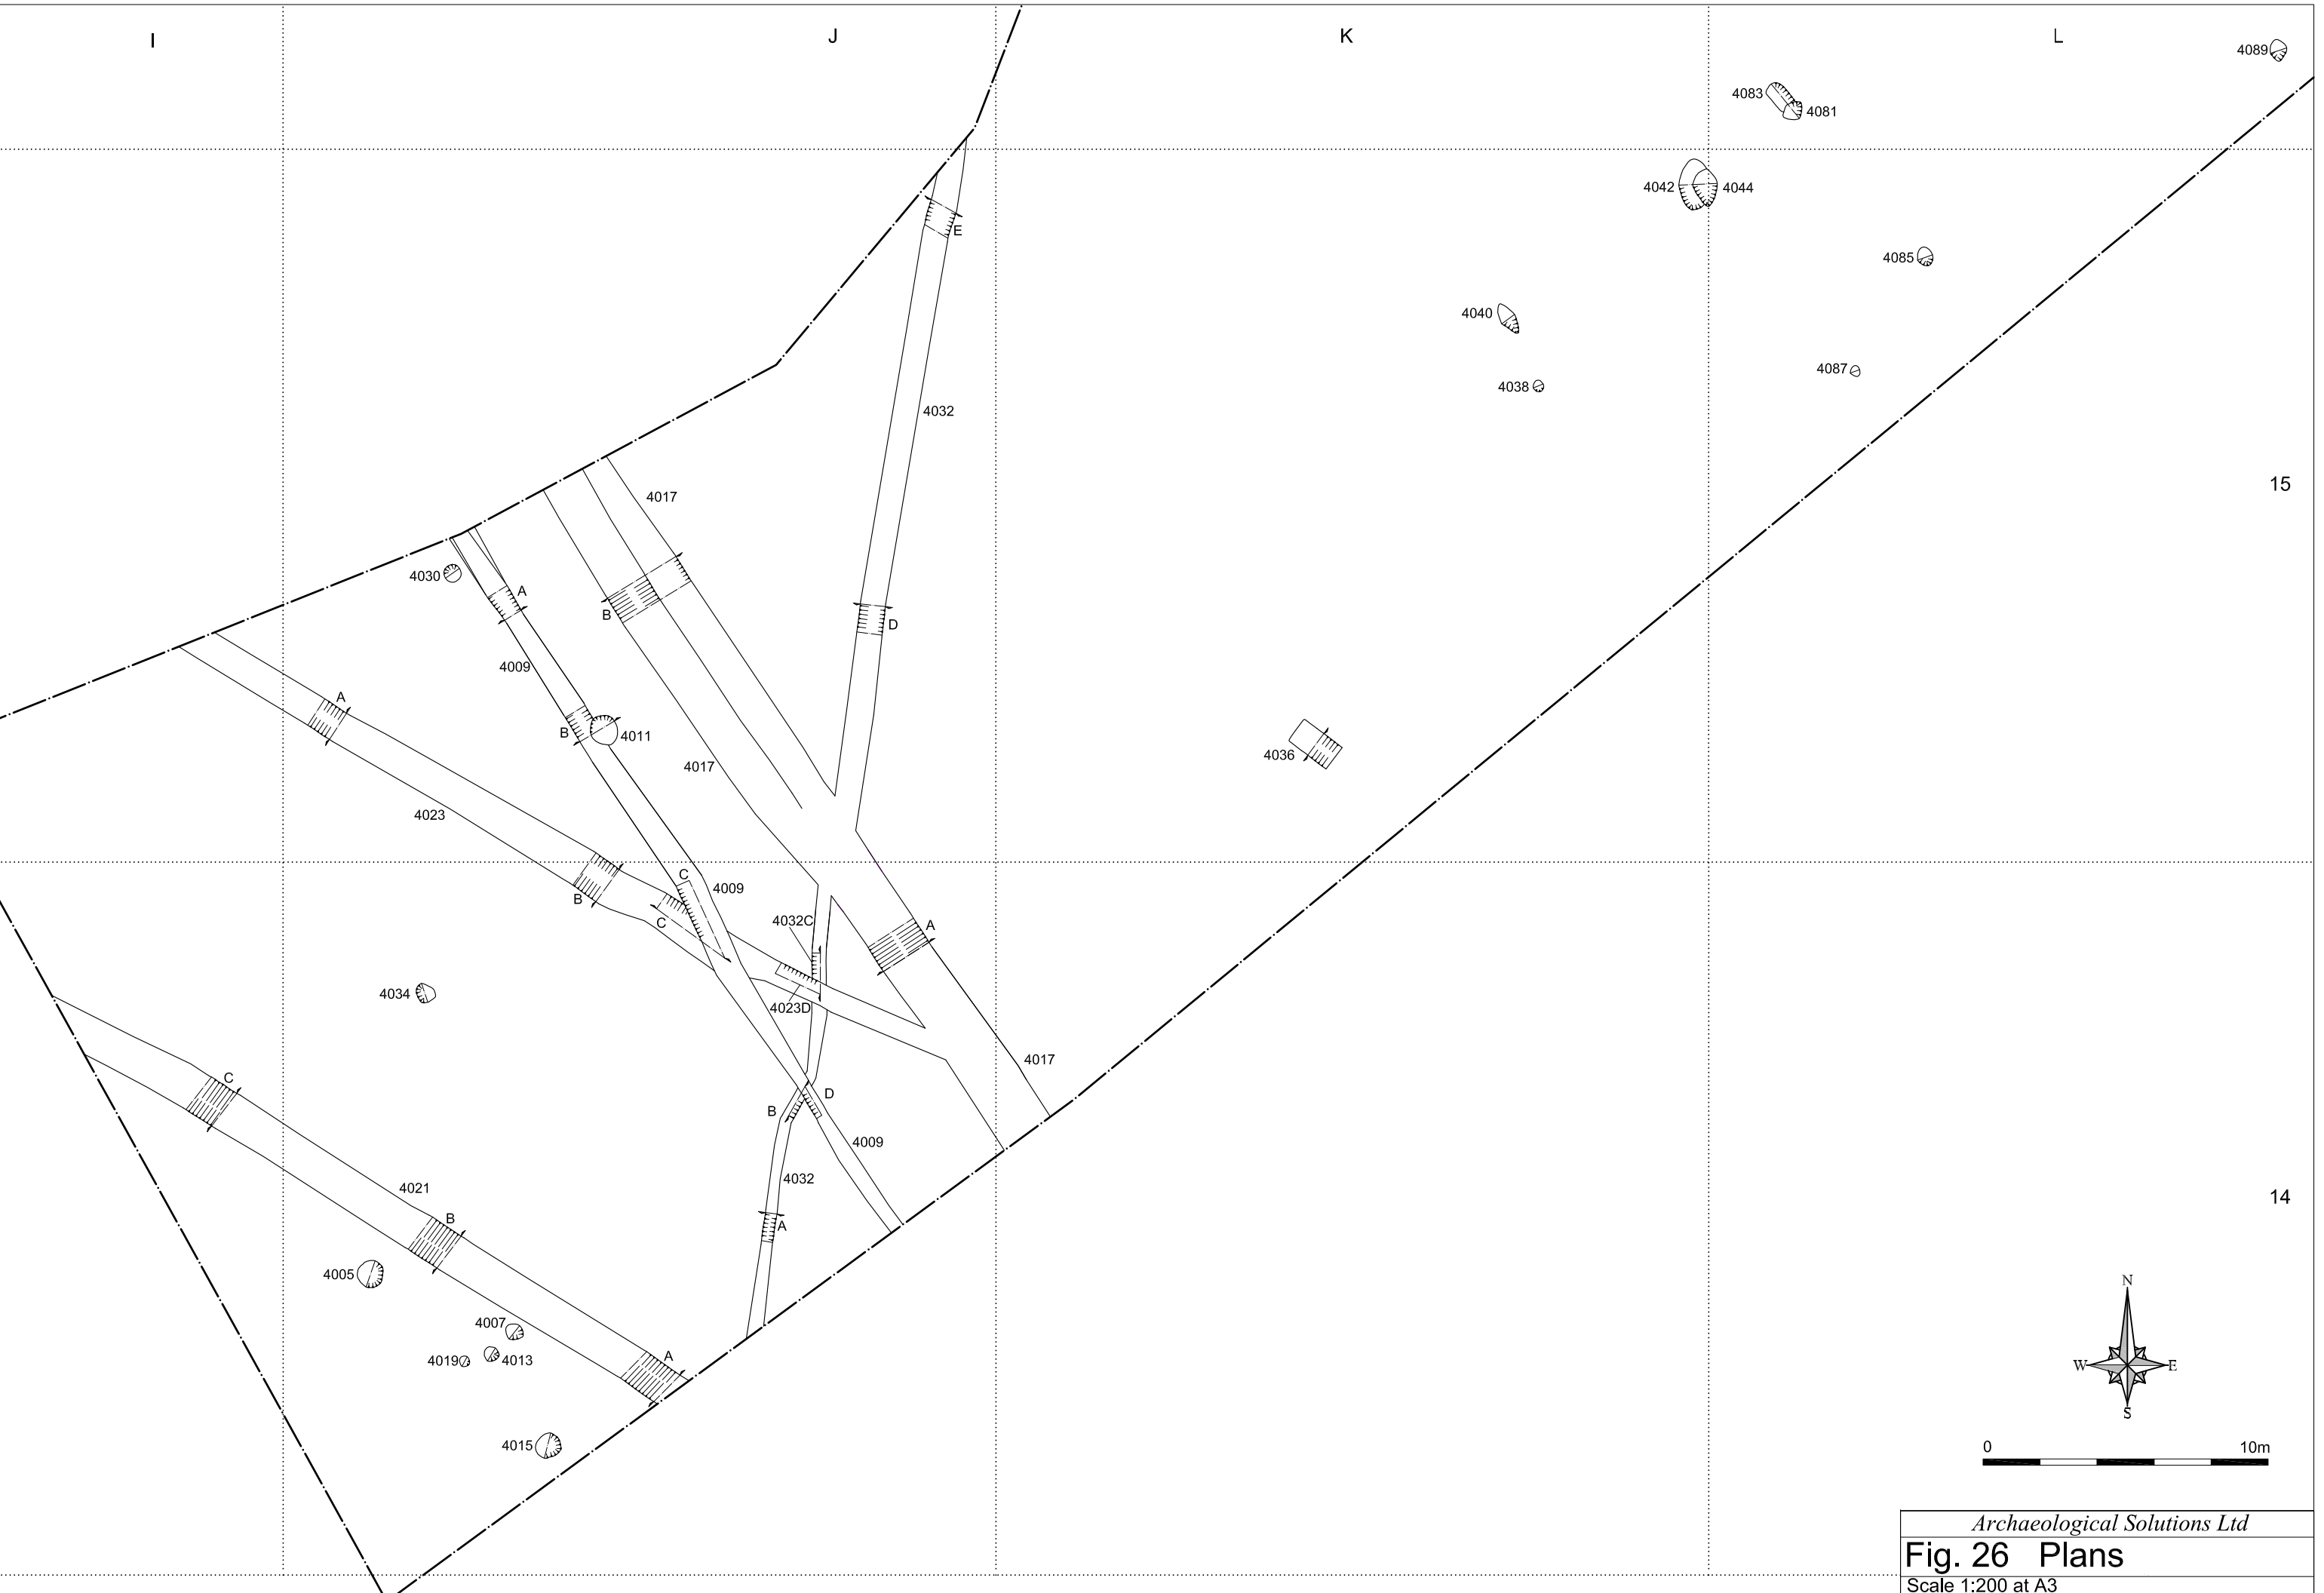 I
J
K
L
4089
4083
4081
4042
4044
E
4085
4040
4087
4038
4032
15
4017
4030
A
B
D
4009
A
B
4011
4036
4017
4023
B
C
4009
C
4032C
A
4034
4023D
4017
C
D
B
4009
4032
4021
B
A
4005
N
4007
4019
4013
A
W
E
S
14
4015
0
10m
Archaeological Solutions Ltd
Fig. 26 Plans
Scale 1:200 at A3